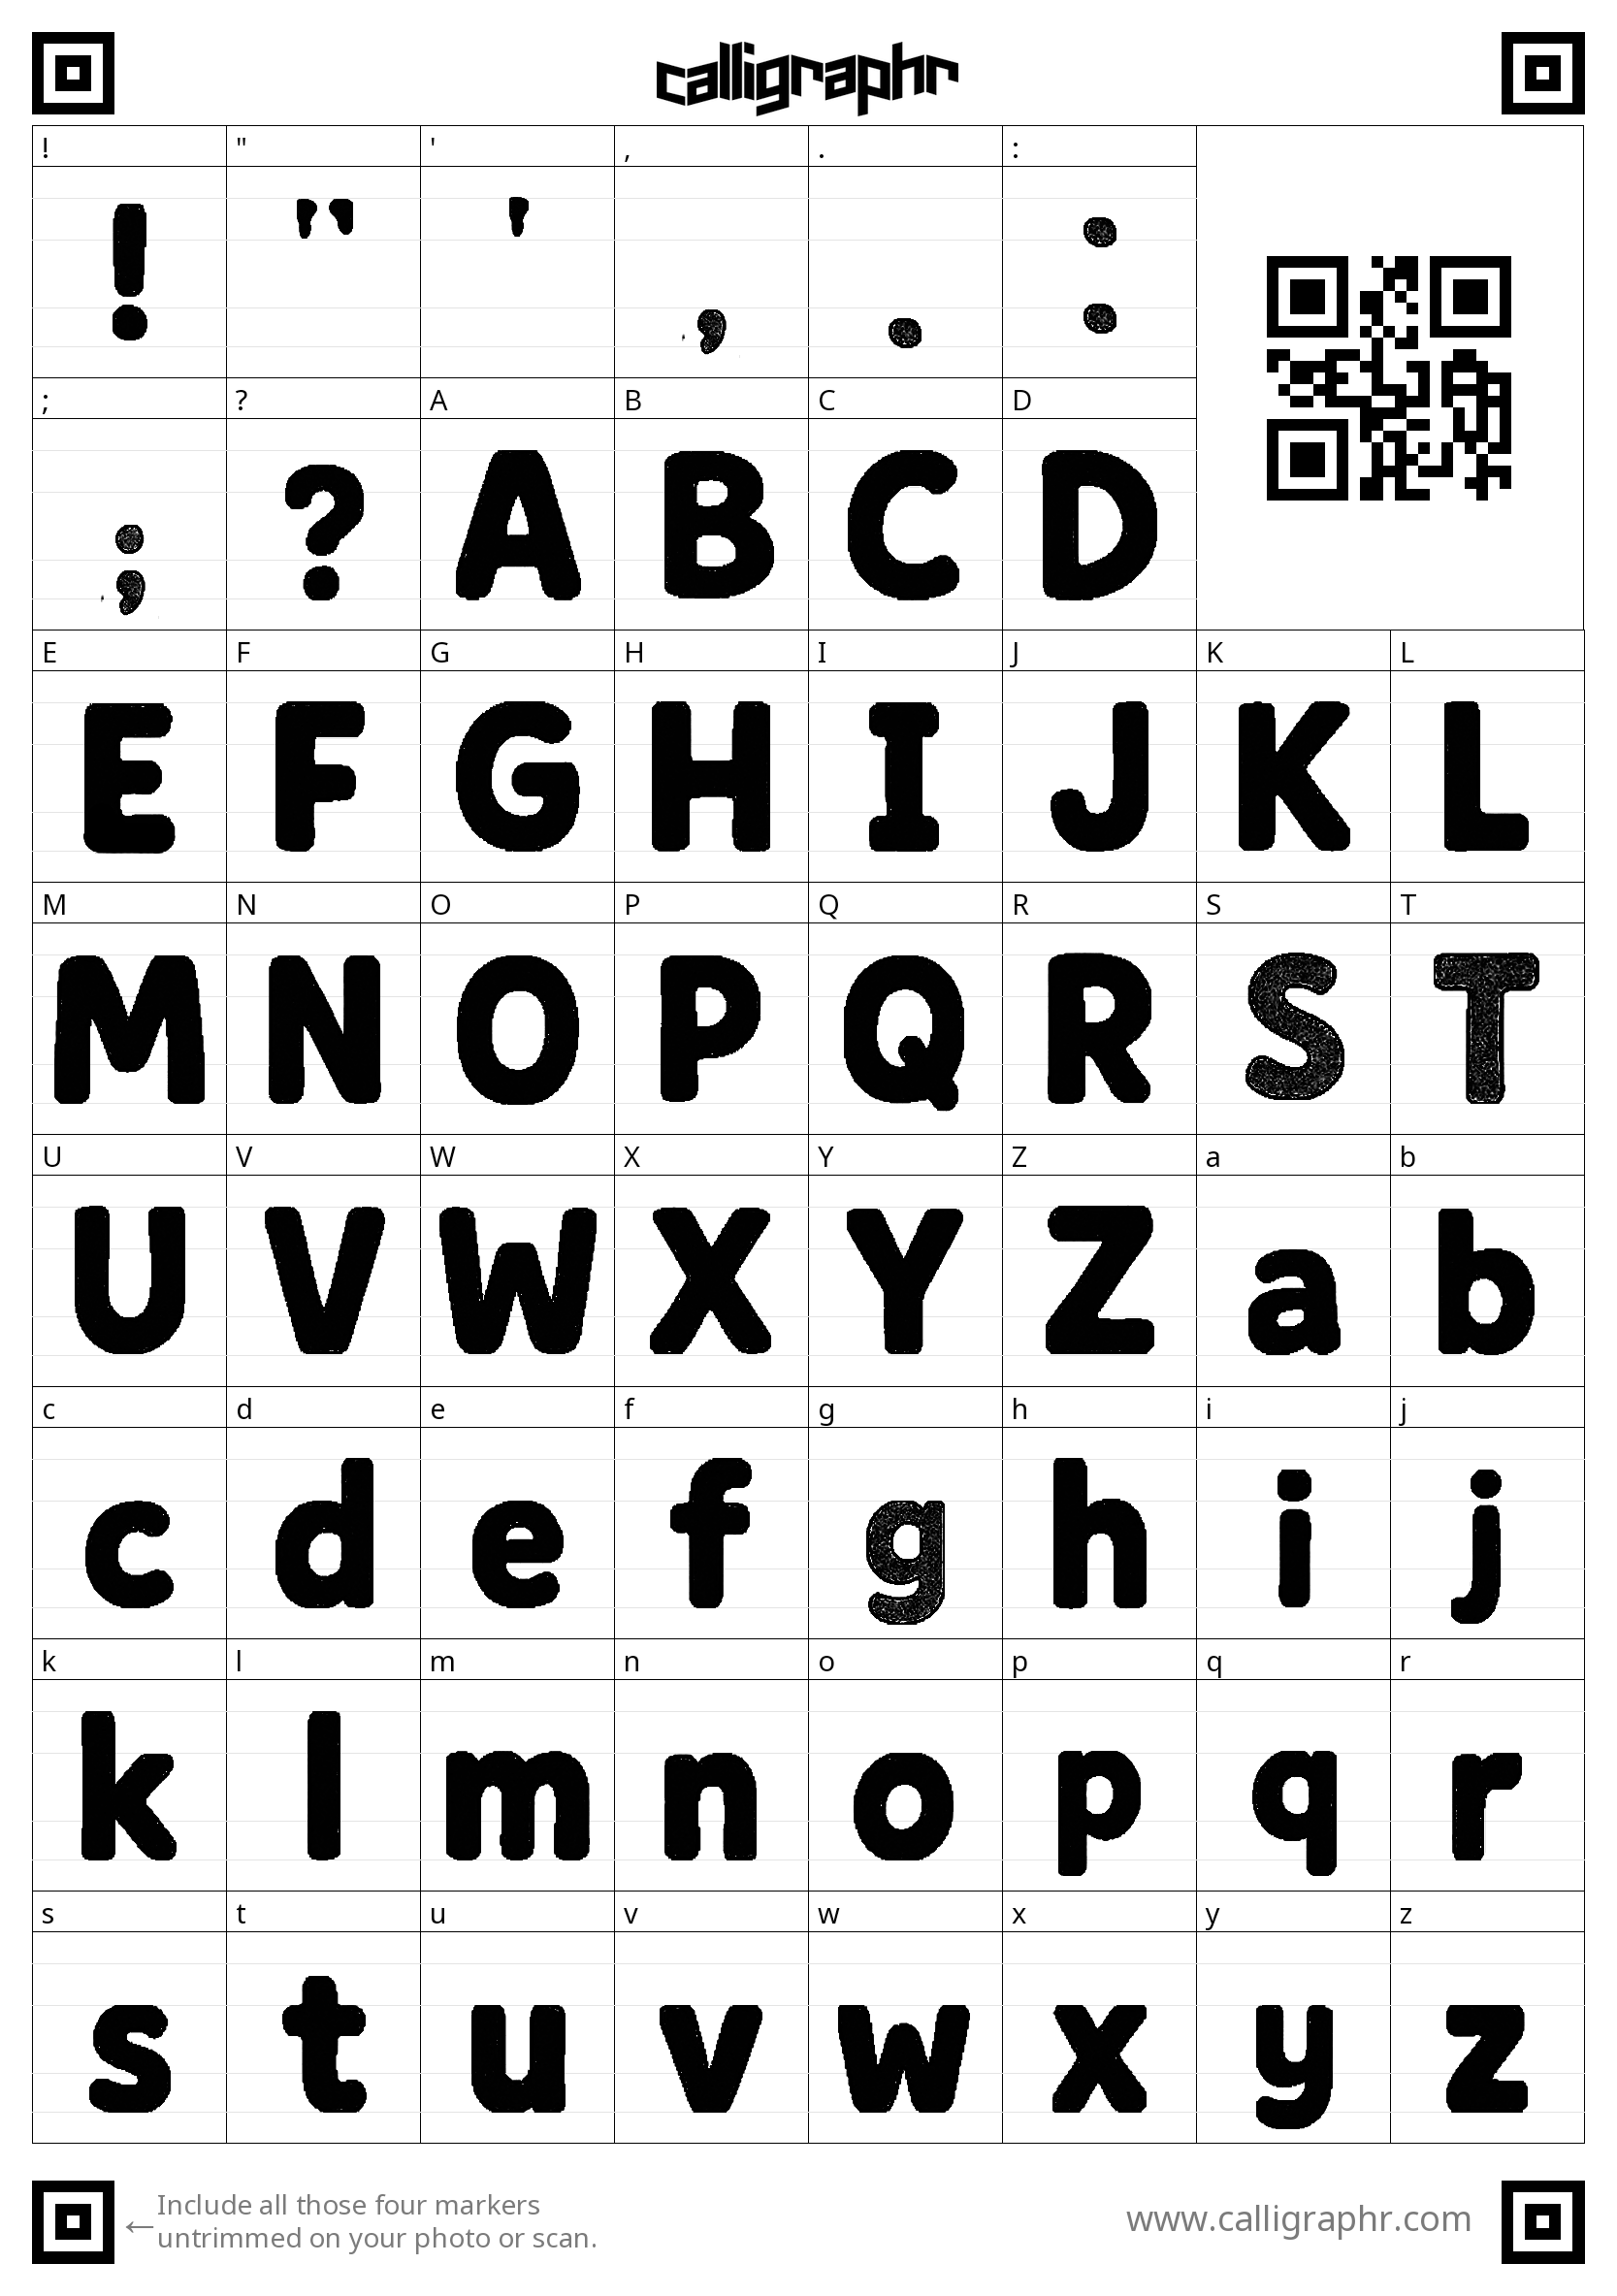 calligraphr
! " ' , . :
! " ' , . :
; ? A B C D
; ? A B C D
E F G H I J K L
E F G H I J K L
M N O P Q R S T
M N O P Q R S T
U V W X Y Z a b
U V W X Y Z a b
c d e f g h i j
c d e f g h i j
k l m n o p q r
k l m n o p q r
s t u v w x y z
s t u v w x y z
←Include all those four markers
untrimmed on your photo or scan.
www.calligraphr.com